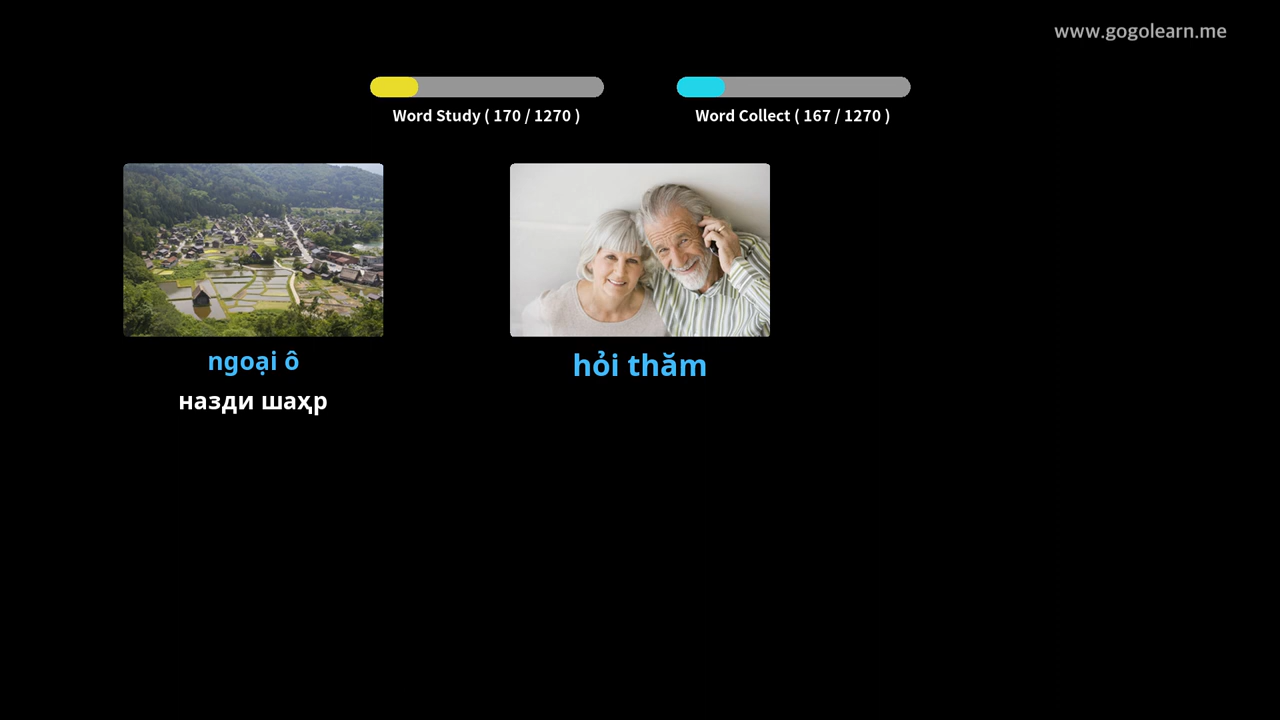 www.gogolearn.me
Word Study ( 170 / 1270 )
Word Collect ( 167 / 1270 )
ngoại ô
назди шаҳр
hỏi thăm